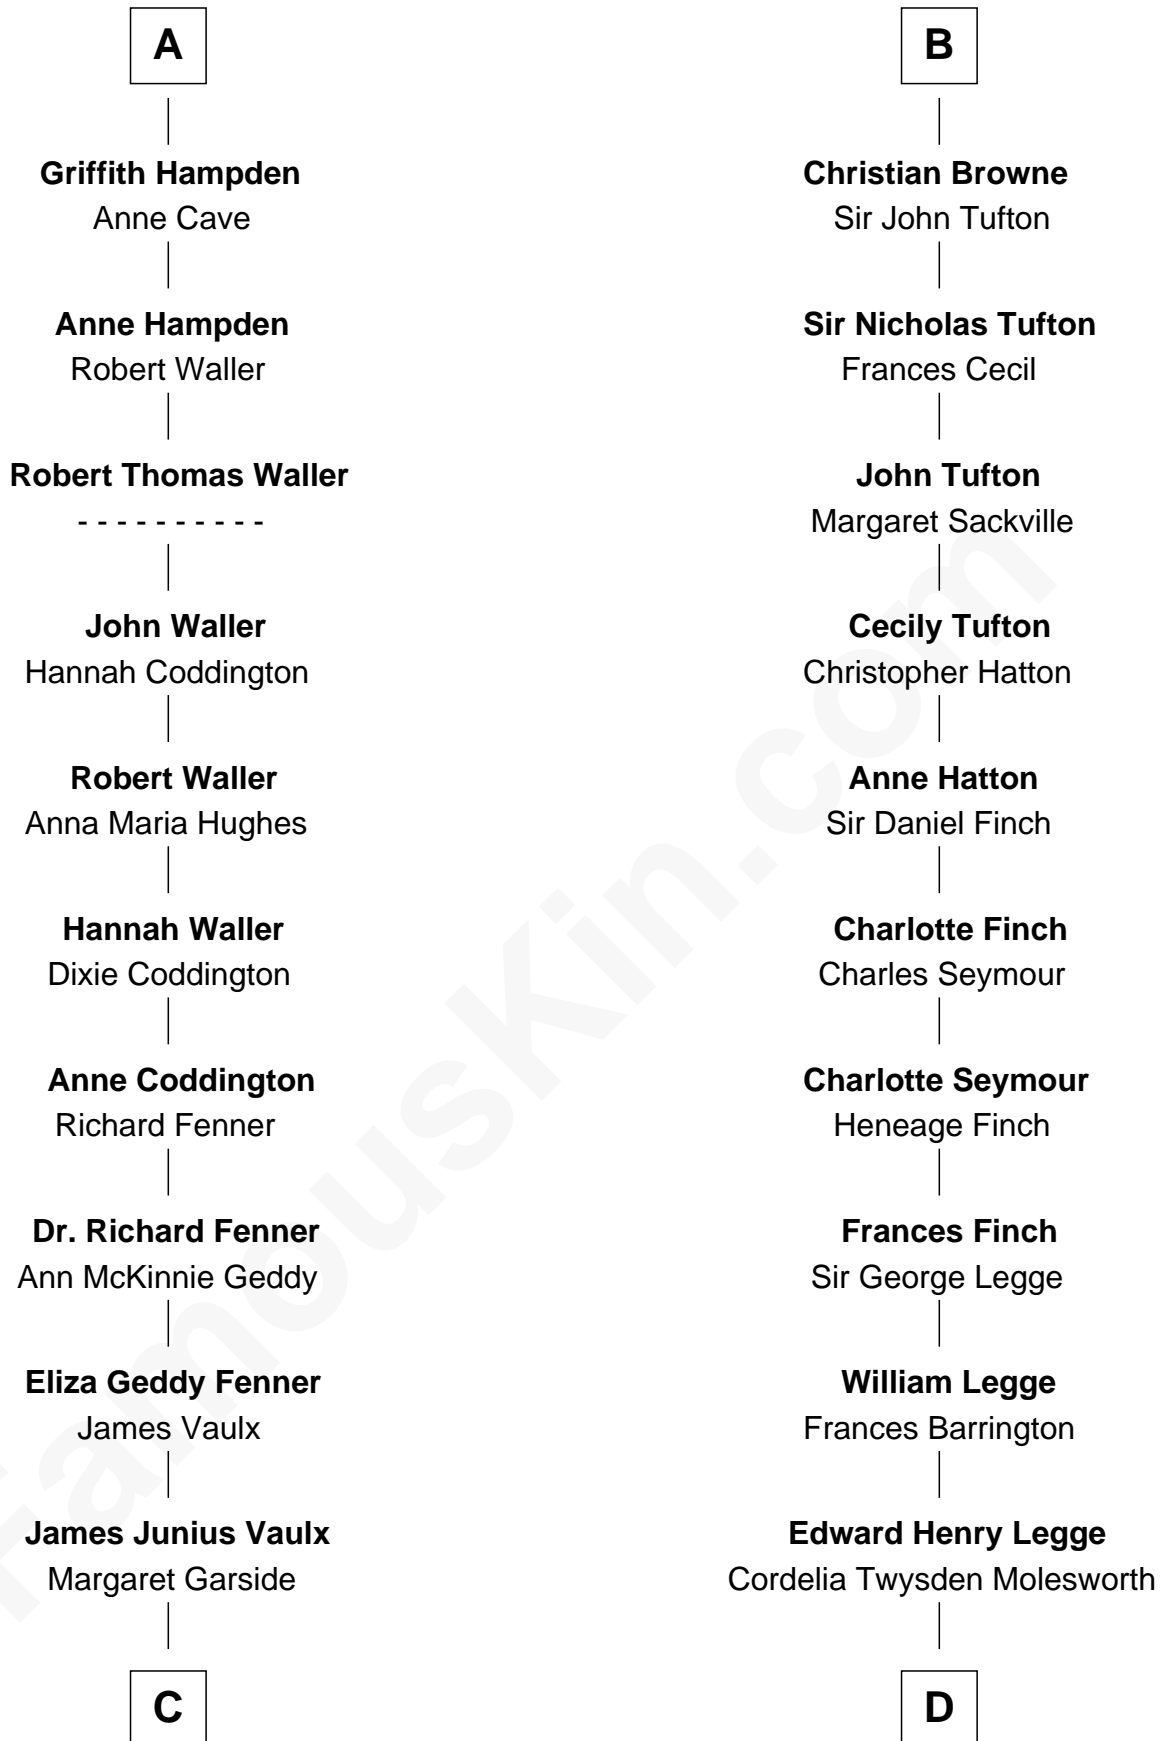 A
Griffith Hampden
Anne Cave
Anne Hampden
Robert Waller
Robert Thomas Waller
- - - - - - - - - -
John Waller
Hannah Coddington
Robert Waller
Anna Maria Hughes
Hannah Waller
Dixie Coddington
Anne Coddington
Richard Fenner
Dr. Richard Fenner
Ann McKinnie Geddy
Eliza Geddy Fenner
James Vaulx
James Junius Vaulx
Margaret Garside
C
B
Christian Browne
Sir John Tufton
Sir Nicholas Tufton
Frances Cecil
John Tufton
Margaret Sackville
Cecily Tufton
Christopher Hatton
Anne Hatton
Sir Daniel Finch
Charlotte Finch
Charles Seymour
Charlotte Seymour
Heneage Finch
Frances Finch
Sir George Legge
William Legge
Frances Barrington
Edward Henry Legge
Cordelia Twysden Molesworth
D
FamousKin.com